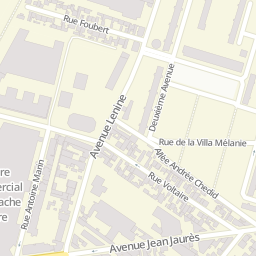 Rue Foubert
Avenue Lenine
Deuxième Avenue
Rue de la Villa Mélanie
Allée Andrée Chedid
Rue Voltaire
Rue Antoine Marin
Avenue Jean Jaurès